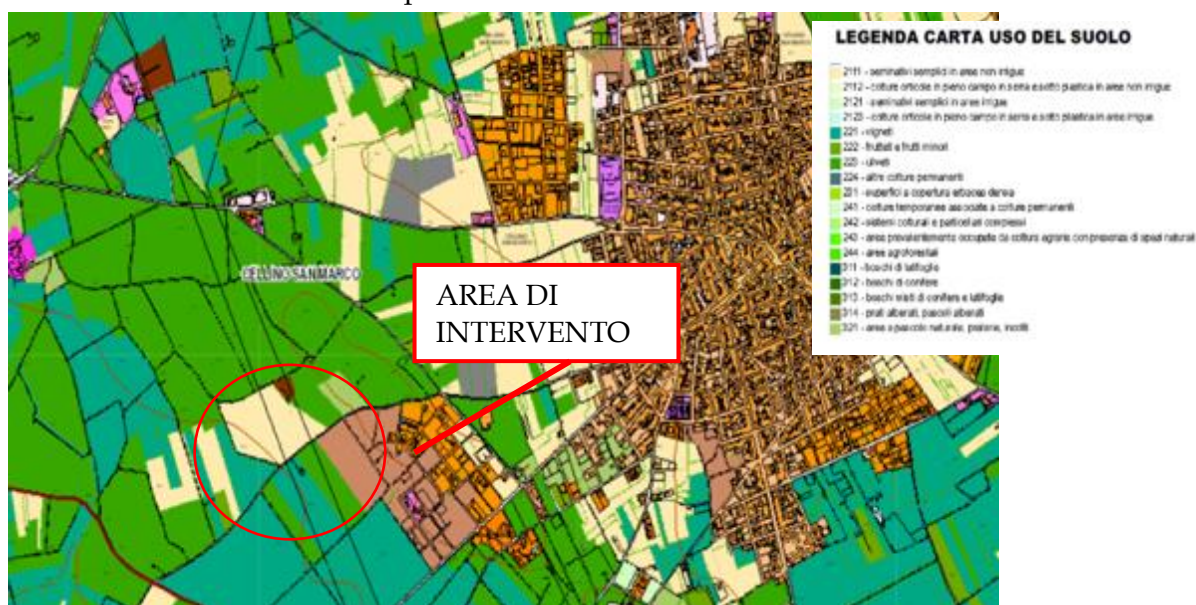 LEGENDA CARTA USO DEL SUOLO
2111 - seminativi semplici in aree non irrigue
2112 - colture orticole in pieno campo in serra e sotto plastica in aree non irrigue
2121 - seminativi semplici in aree irrigue
2123 - colture orticole in pieno campo in serra e sotto plastica in aree irrigue
221 - vigneti
222 - frutteti e frutti minori
223 - uliveti
224 - altre colture permanenti
231 - superfici a copertura erbacea densa
241 - colture temporanee associate a colture permanenti
242 - sistemi colturali e particellari complessi
243 - aree prevalentemente occupate da colture agrarie con presenza di spazi naturali
244 - aree agroforestali
311 - boschi di latifoglie
312 - boschi di conifere
313 - boschi misti di conifere e latifoglie
314 - prati alberati, pascoli alberati
321 - aree a pascolo naturale, praterie, incolti
CELLINO SAN MARCO
AREA DI
INTERVENTO